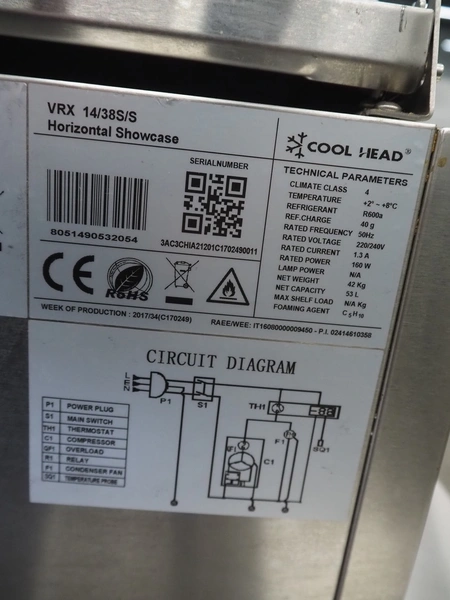 VRX 14/38S/S
Horizontal Showcase
COOL HEAD®
SERIALNUMBER
8051490532054
3AC3CHIA21201C1702490011
TECHNICAL PARAMETERS
CLIMATE CLASS 4
TEMPERATURE +2° ~ +8°C
REFRIGERANT R600a
REF.CHARGE 40 g
RATED FREQUENCY 50Hz
RATED VOLTAGE 220/240V
RATED CURRENT 1.3 A
RATED POWER 160 W
LAMP POWER N/A
NET WEIGHT 42 Kg
NET CAPACITY 53 L
MAX SHELF LOAD N/A Kg
FOAMING AGENT C5H10
CE
RoHS
WEEK OF PRODUCTION : 2017/34(C170249)
RAEE/WEE: IT16080000009450 - P.I. 02414610358
CIRCUIT DIAGRAM
L
E
N
P1
S1
TH1
-88
F1
SQ1
QF1
C1
P1 POWER PLUG
S1 MAIN SWITCH
TH1 THERMOSTAT
C1 COMPRESSOR
QF1 OVERLOAD
R1 RELAY
F1 CONDENSER FAN
SQ1 TEMPERATURE PROBE